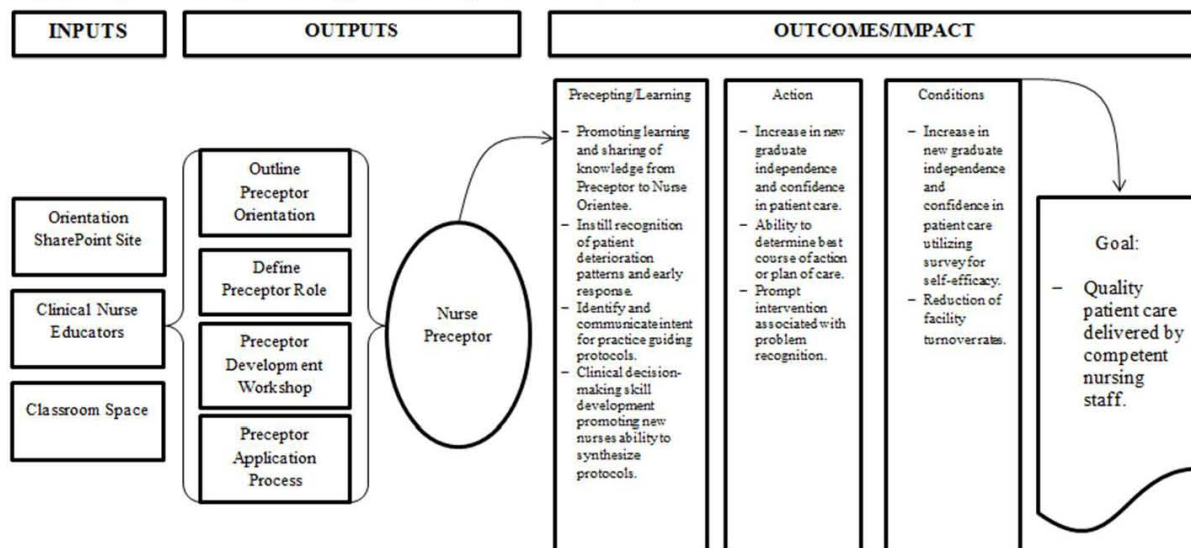 INPUTS
OUTPUTS
OUTCOMES/IMPACT
Orientation
SharePoint Site
Clinical Nurse
Educators
Classroom Space
Outline
Preceptor
Orientation
Define
Preceptor Role
Preceptor
Development
Workshop
Preceptor
Application
Process
Nurse
Preceptor
Precepting/Learning
– Promoting learning
and sharing of
knowledge from
Preceptor to Nurse
Orientee.
– Instill recognition
of patient
deterioration
patterns and early
response.
– Identify and
communicate intent
for practice guiding
protocols.
– Clinical decision-
making skill
development
promoting new
nurses ability to
synthesize
protocols.
Action
– Increase in new
graduate
independence
and confidence
in patient care.
– Ability to
determine best
course of action
or plan of care.
– Prompt
intervention
associated with
problem
recognition.
Conditions
– Increase in
new graduate
independence
and
confidence in
patient care
utilizing
survey for
self-efficacy.
– Reduction of
facility
turnover rates.
Goal:
– Quality
patient care
delivered by
competent
nursing
staff.